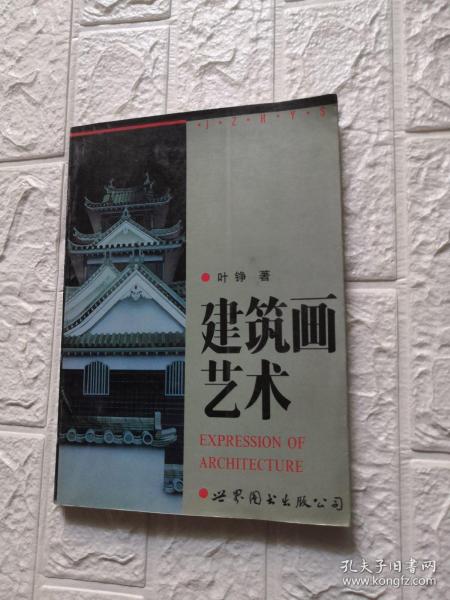 ·J·Z·H·Y·S
叶铮 著
建筑画
艺术
EXPRESSION OF
ARCHITECTURE
世界图书出版公司
孔夫子旧书网
www.kongfz.com